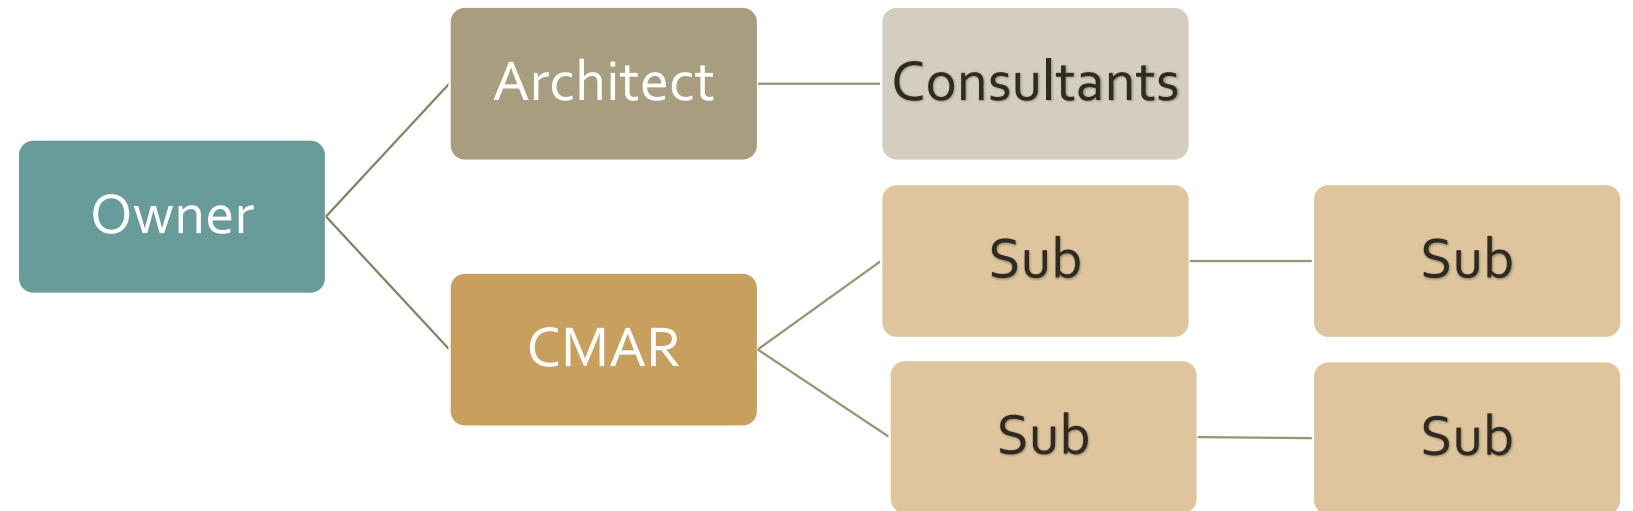 Owner
Architect
Consultants
CMAR
Sub
Sub
Sub
Sub